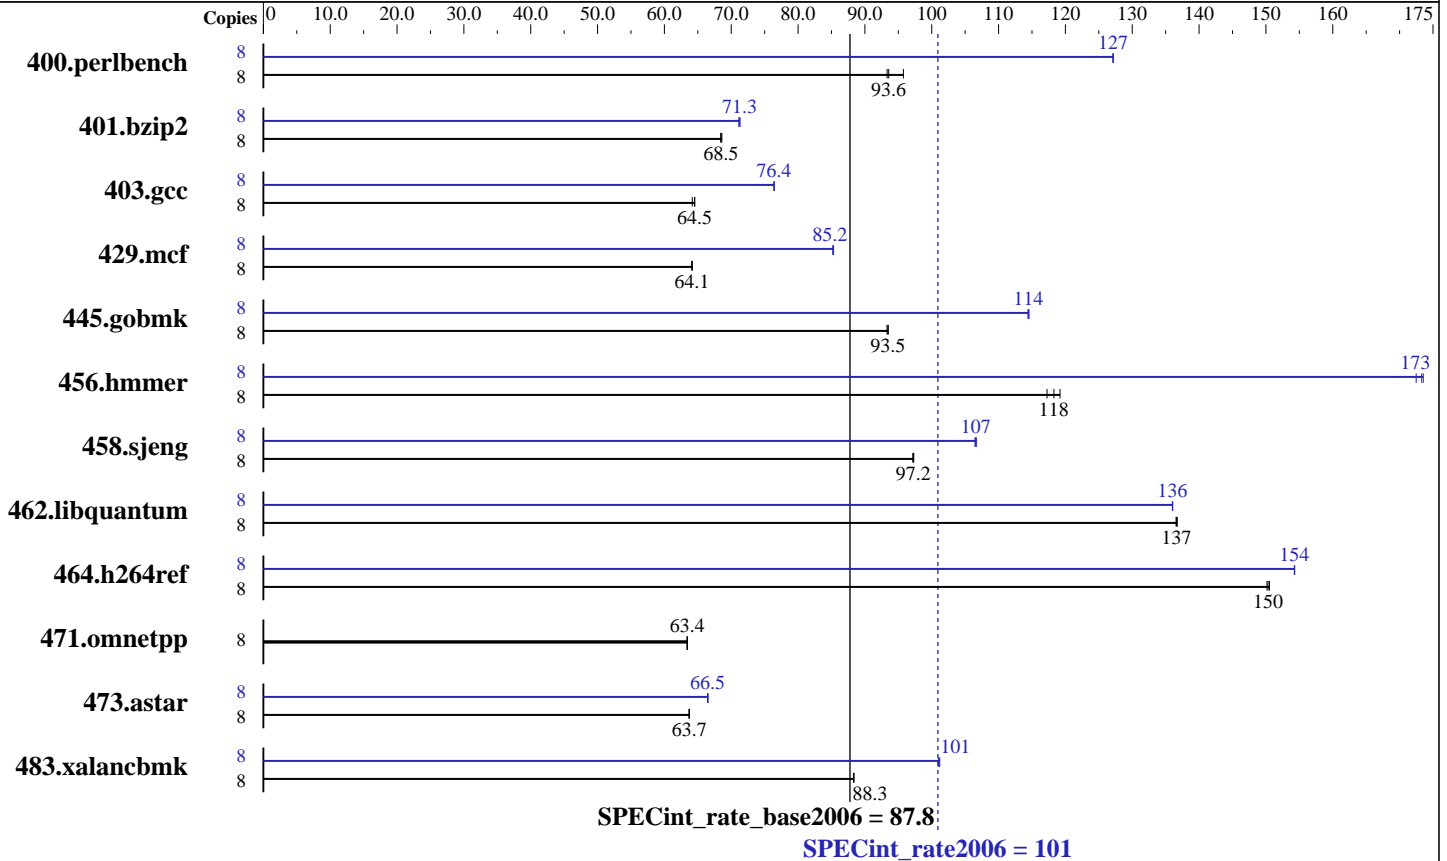 Copies 0 10.0 20.0 30.0 40.0 50.0 60.0 70.0 80.0 90.0 100 110 120 130 140 150 160 175
400.perlbench 8 127
8 93.6
401.bzip2 8 71.3
8 68.5
403.gcc 8 76.4
8 64.5
429.mcf 8 85.2
8 64.1
445.gobmk 8 114
8 93.5
456.hmmer 8 173
8 118
458.sjeng 8 107
8 97.2
462.libquantum 8 136
8 137
464.h264ref 8 154
8 150
471.omnetpp 8 63.4
473.astar 8 66.5
8 63.7
483.xalancbmk 8 101
8 88.3
SPECint_rate_base2006 = 87.8
SPECint_rate2006 = 101